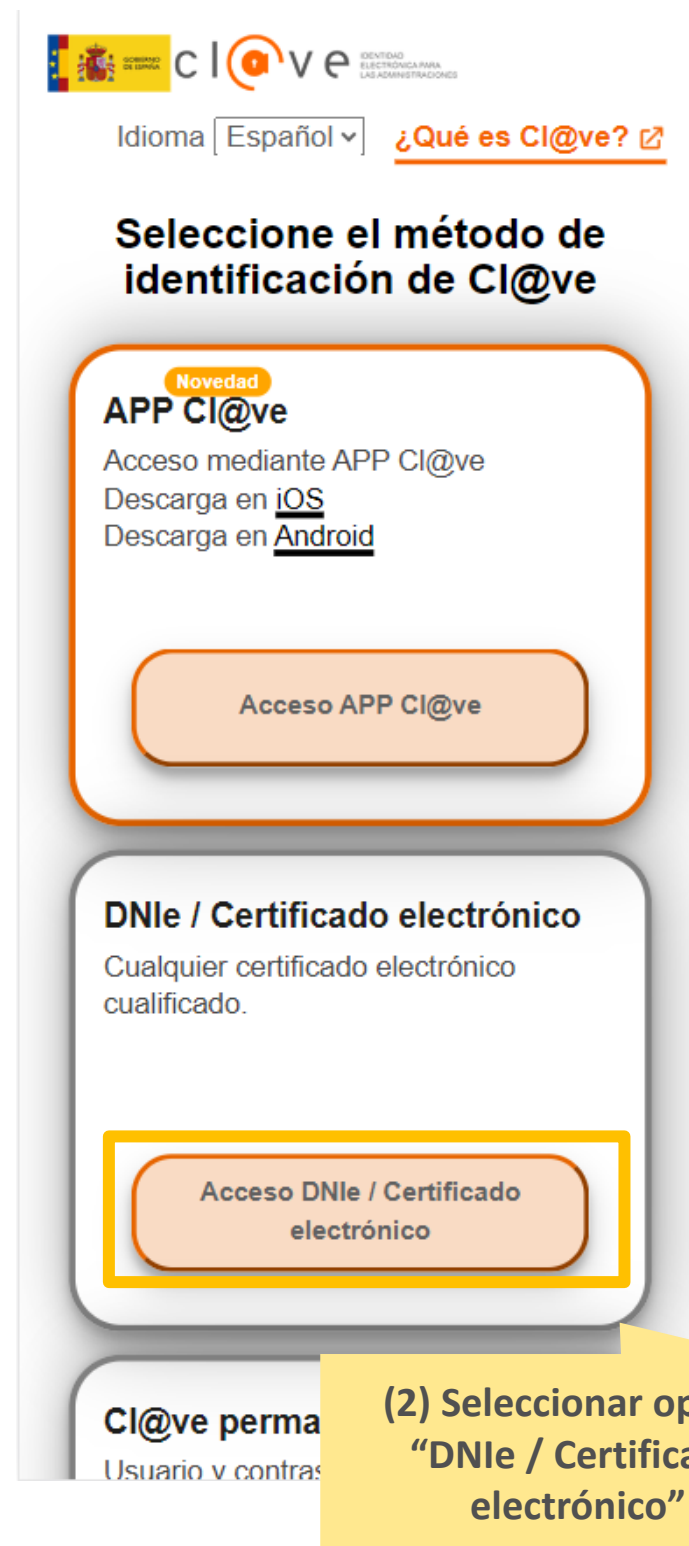 GOBIERNO
DE ESPAÑA
cl@ve
IDENTIDAD
ELECTRÓNICA PARA
LAS ADMINISTRACIONES
Idioma Español ¿Qué es Cl@ve?
Seleccione el método de
identificación de Cl@ve
Novedad
APP Cl@ve
Acceso mediante APP Cl@ve
Descarga en iOS
Descarga en Android
Acceso APP Cl@ve
DNIe / Certificado electrónico
Cualquier certificado electrónico
cualificado.
Acceso DNIe / Certificado
electrónico
Cl@ve perma
Usuario y contras
(2) Seleccionar op
“DNIe / Certifica
electrónico”